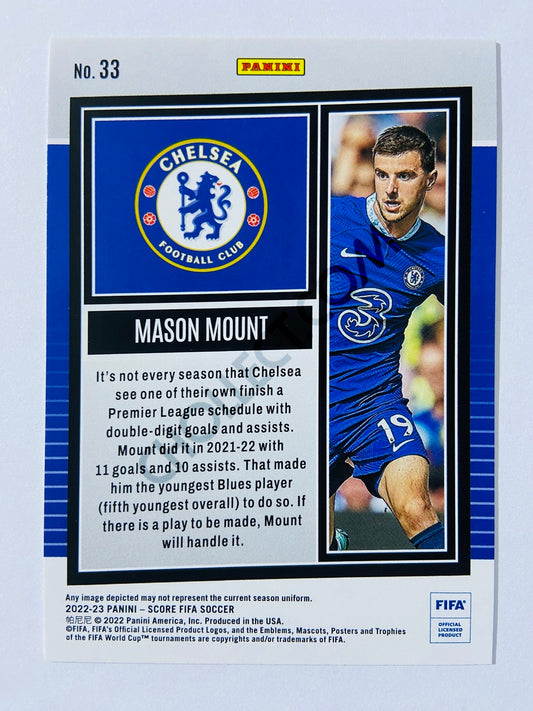 No. 33
PANINI
CHELSEA
FOOTBALL CLUB
MASON MOUNT
It's not every season that Chelsea
see one of their own finish a
Premier League schedule with
double-digit goals and assists.
Mount did it in 2021-22 with
11 goals and 10 assists. That made
him the youngest Blues player
(fifth youngest overall) to do so. If
there is a play to be made, Mount
will handle it.
3
19
Any image depicted may not represent the current season uniform.
2022-23 PANINI – SCORE FIFA SOCCER
帕尼尼 © 2022 Panini America, Inc. Produced in the USA.
©FIFA, FIFA's Official Licensed Product Logos, and the Emblems, Mascots, Posters and Trophies
of the FIFA World Cup™ tournaments are copyrights and/or trademarks of FIFA.
FIFA
OFFICIAL
LICENSED
PRODUCT